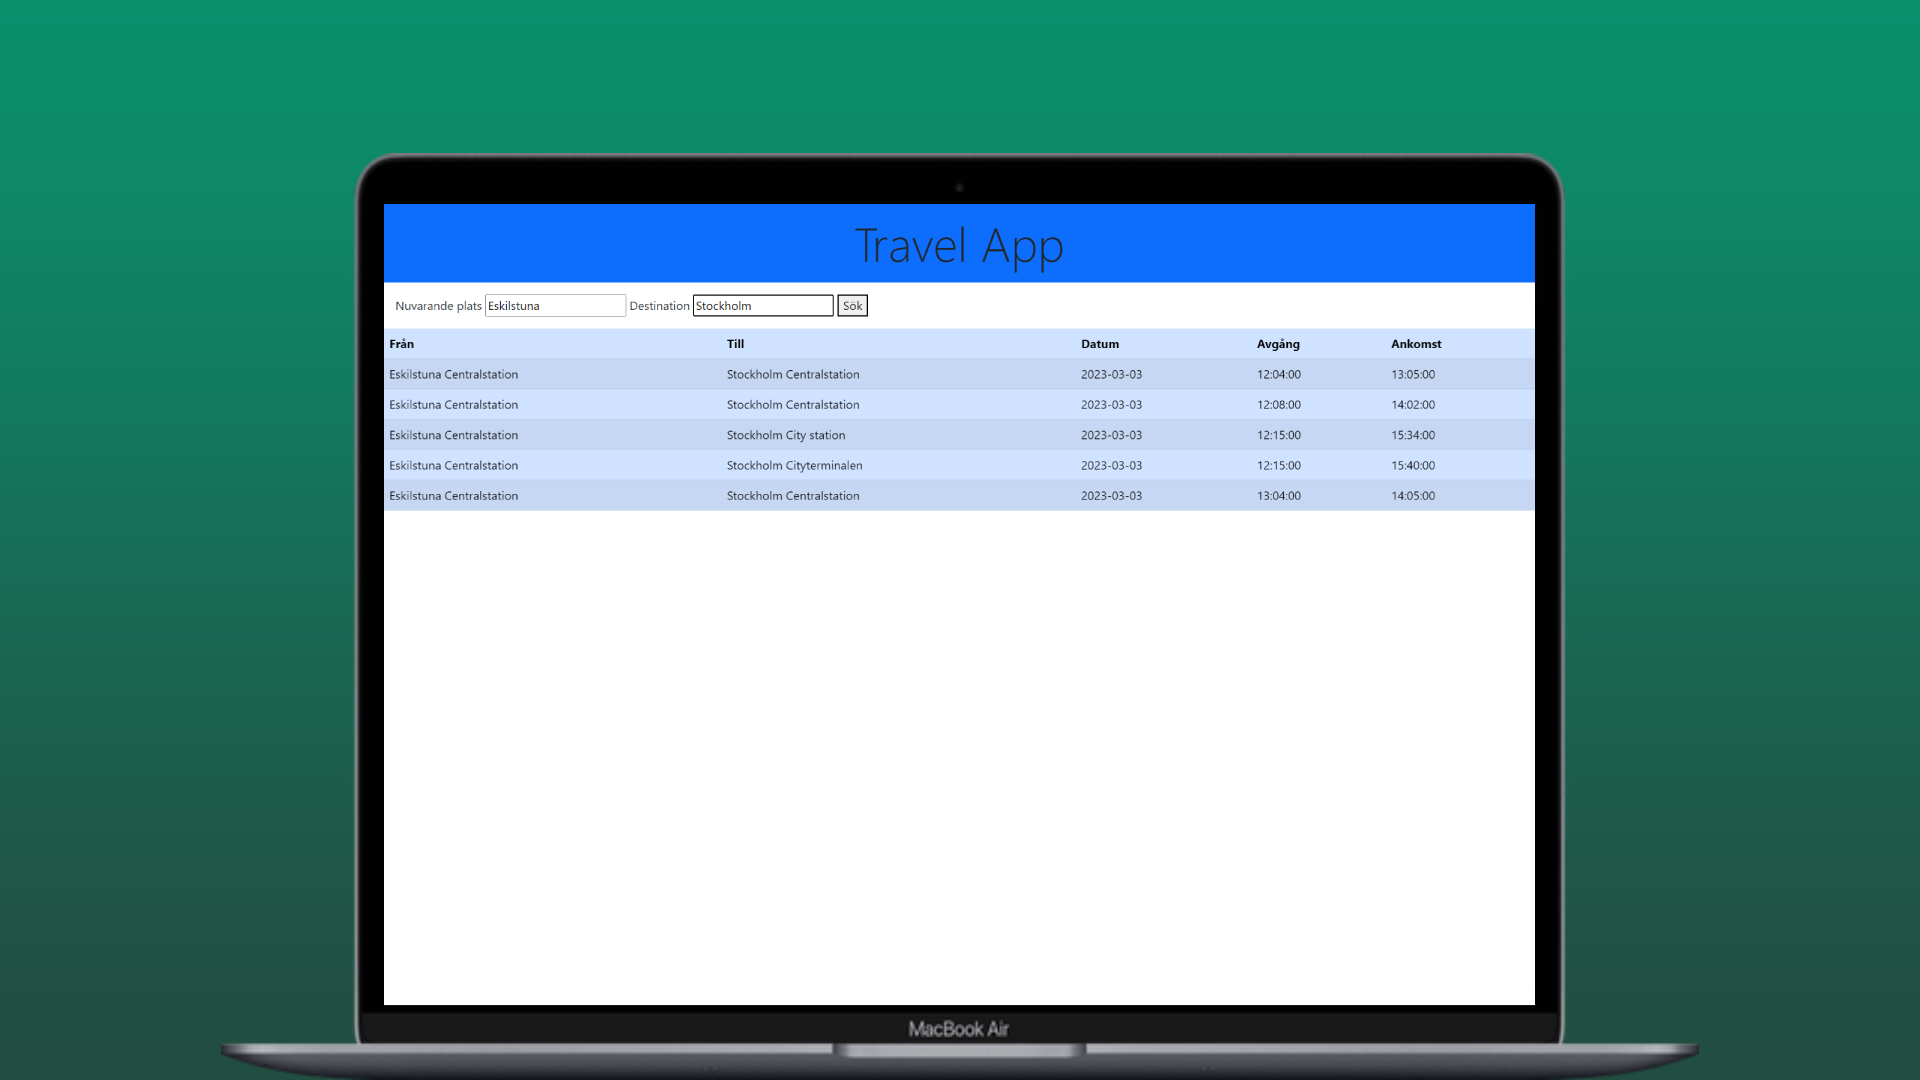 Travel App
Nuvarande plats Eskilstuna Destination Stockholm Sök
Från Till Datum Avgång Ankomst
Eskilstuna Centralstation Stockholm Centralstation 2023-03-03 12:04:00 13:05:00
Eskilstuna Centralstation Stockholm Centralstation 2023-03-03 12:08:00 14:02:00
Eskilstuna Centralstation Stockholm City station 2023-03-03 12:15:00 15:34:00
Eskilstuna Centralstation Stockholm Cityterminalen 2023-03-03 12:15:00 15:40:00
Eskilstuna Centralstation Stockholm Centralstation 2023-03-03 13:04:00 14:05:00
MacBook Air